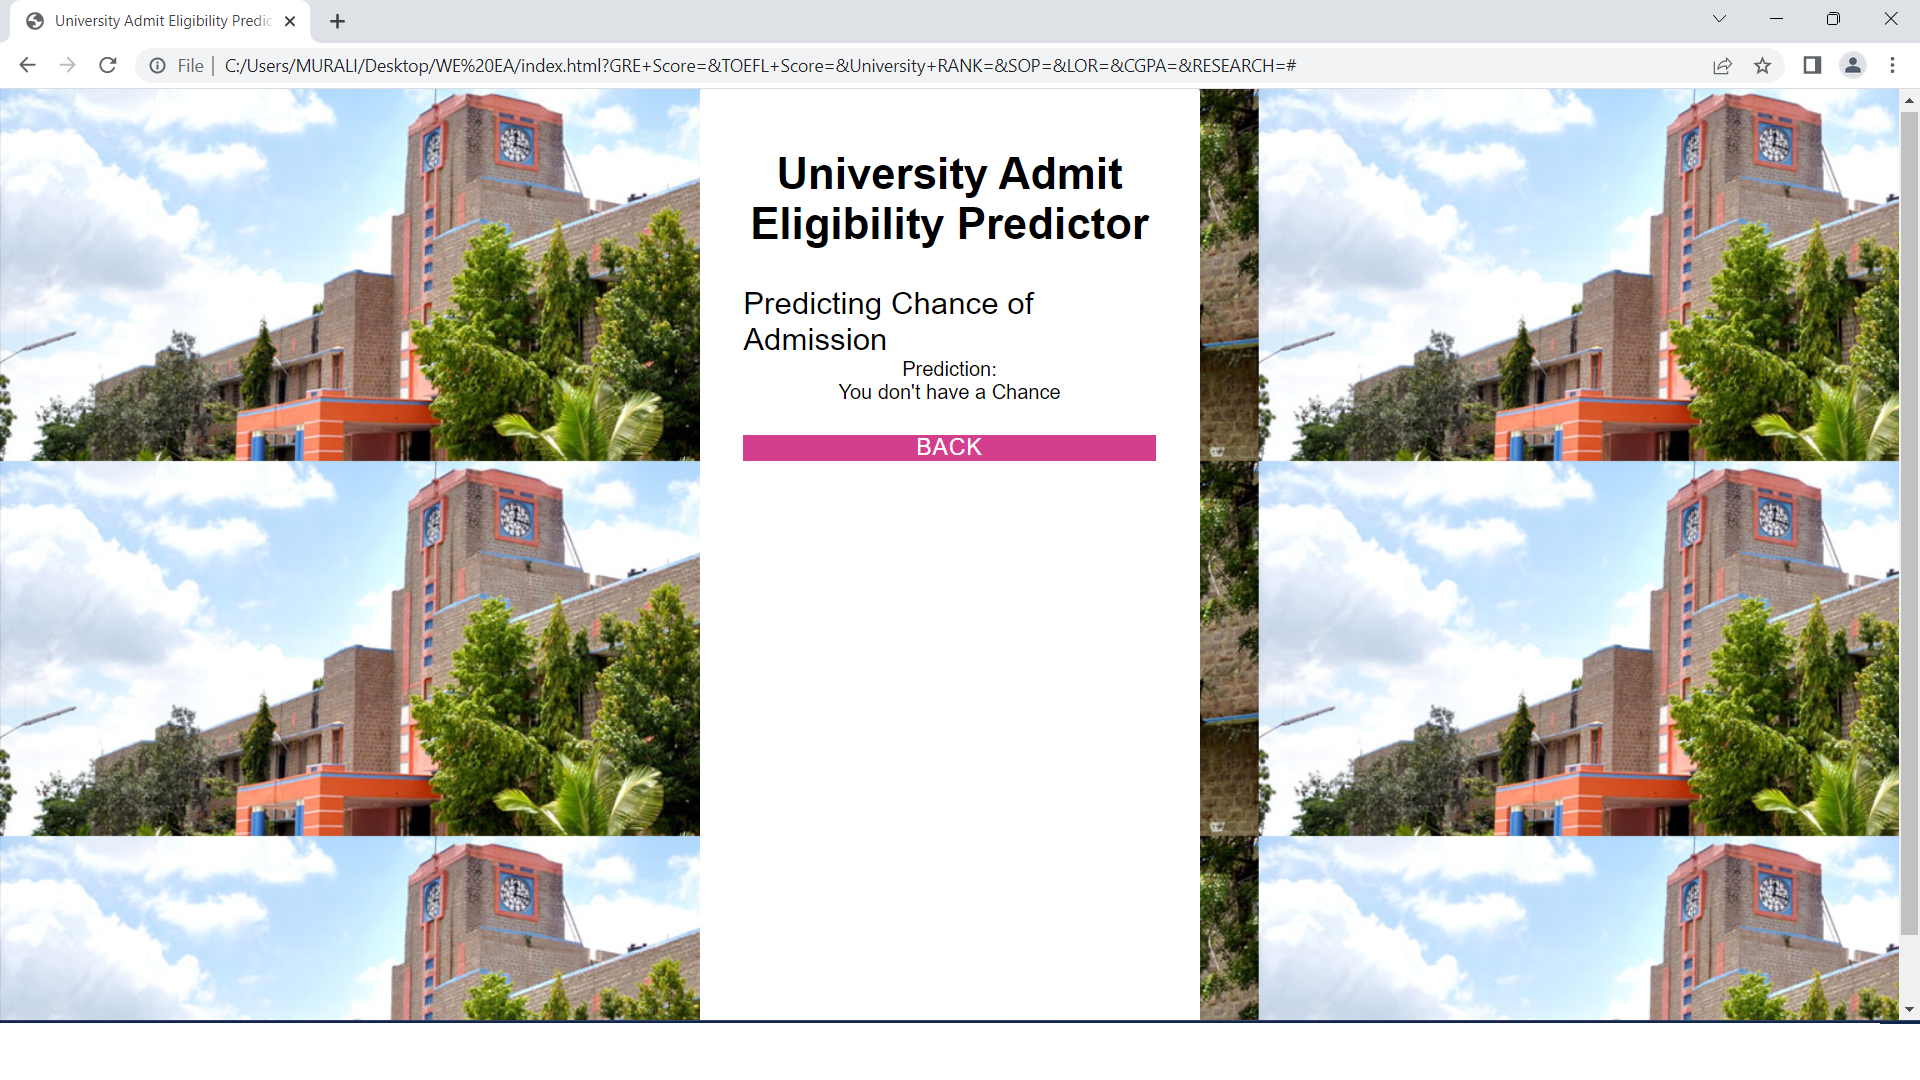 University Admit Eligibility Predic
File
C:/Users/MURALI/Desktop/WE%20EA/index.html?GRE+Score=&TOEFL+Score=&University+RANK=&SOP=&LOR=&CGPA=&RESEARCH=#
University Admit
Eligibility Predictor
Predicting Chance of
Admission
Prediction:
You don't have a Chance
BACK